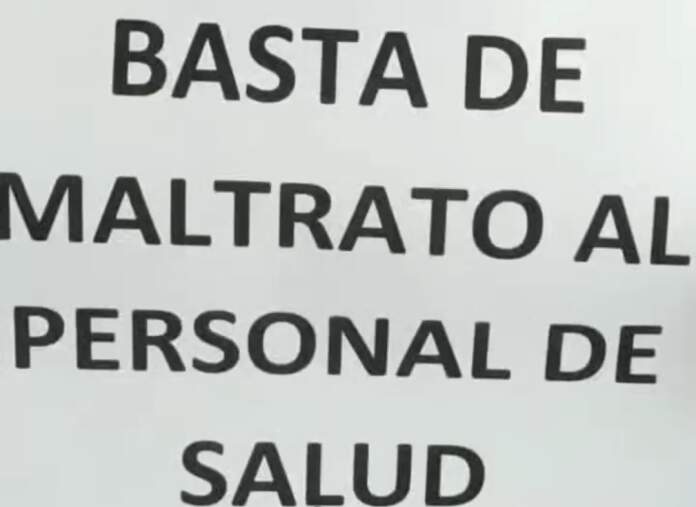 BASTA DE
MALTRATO AL
PERSONAL DE
SALUD